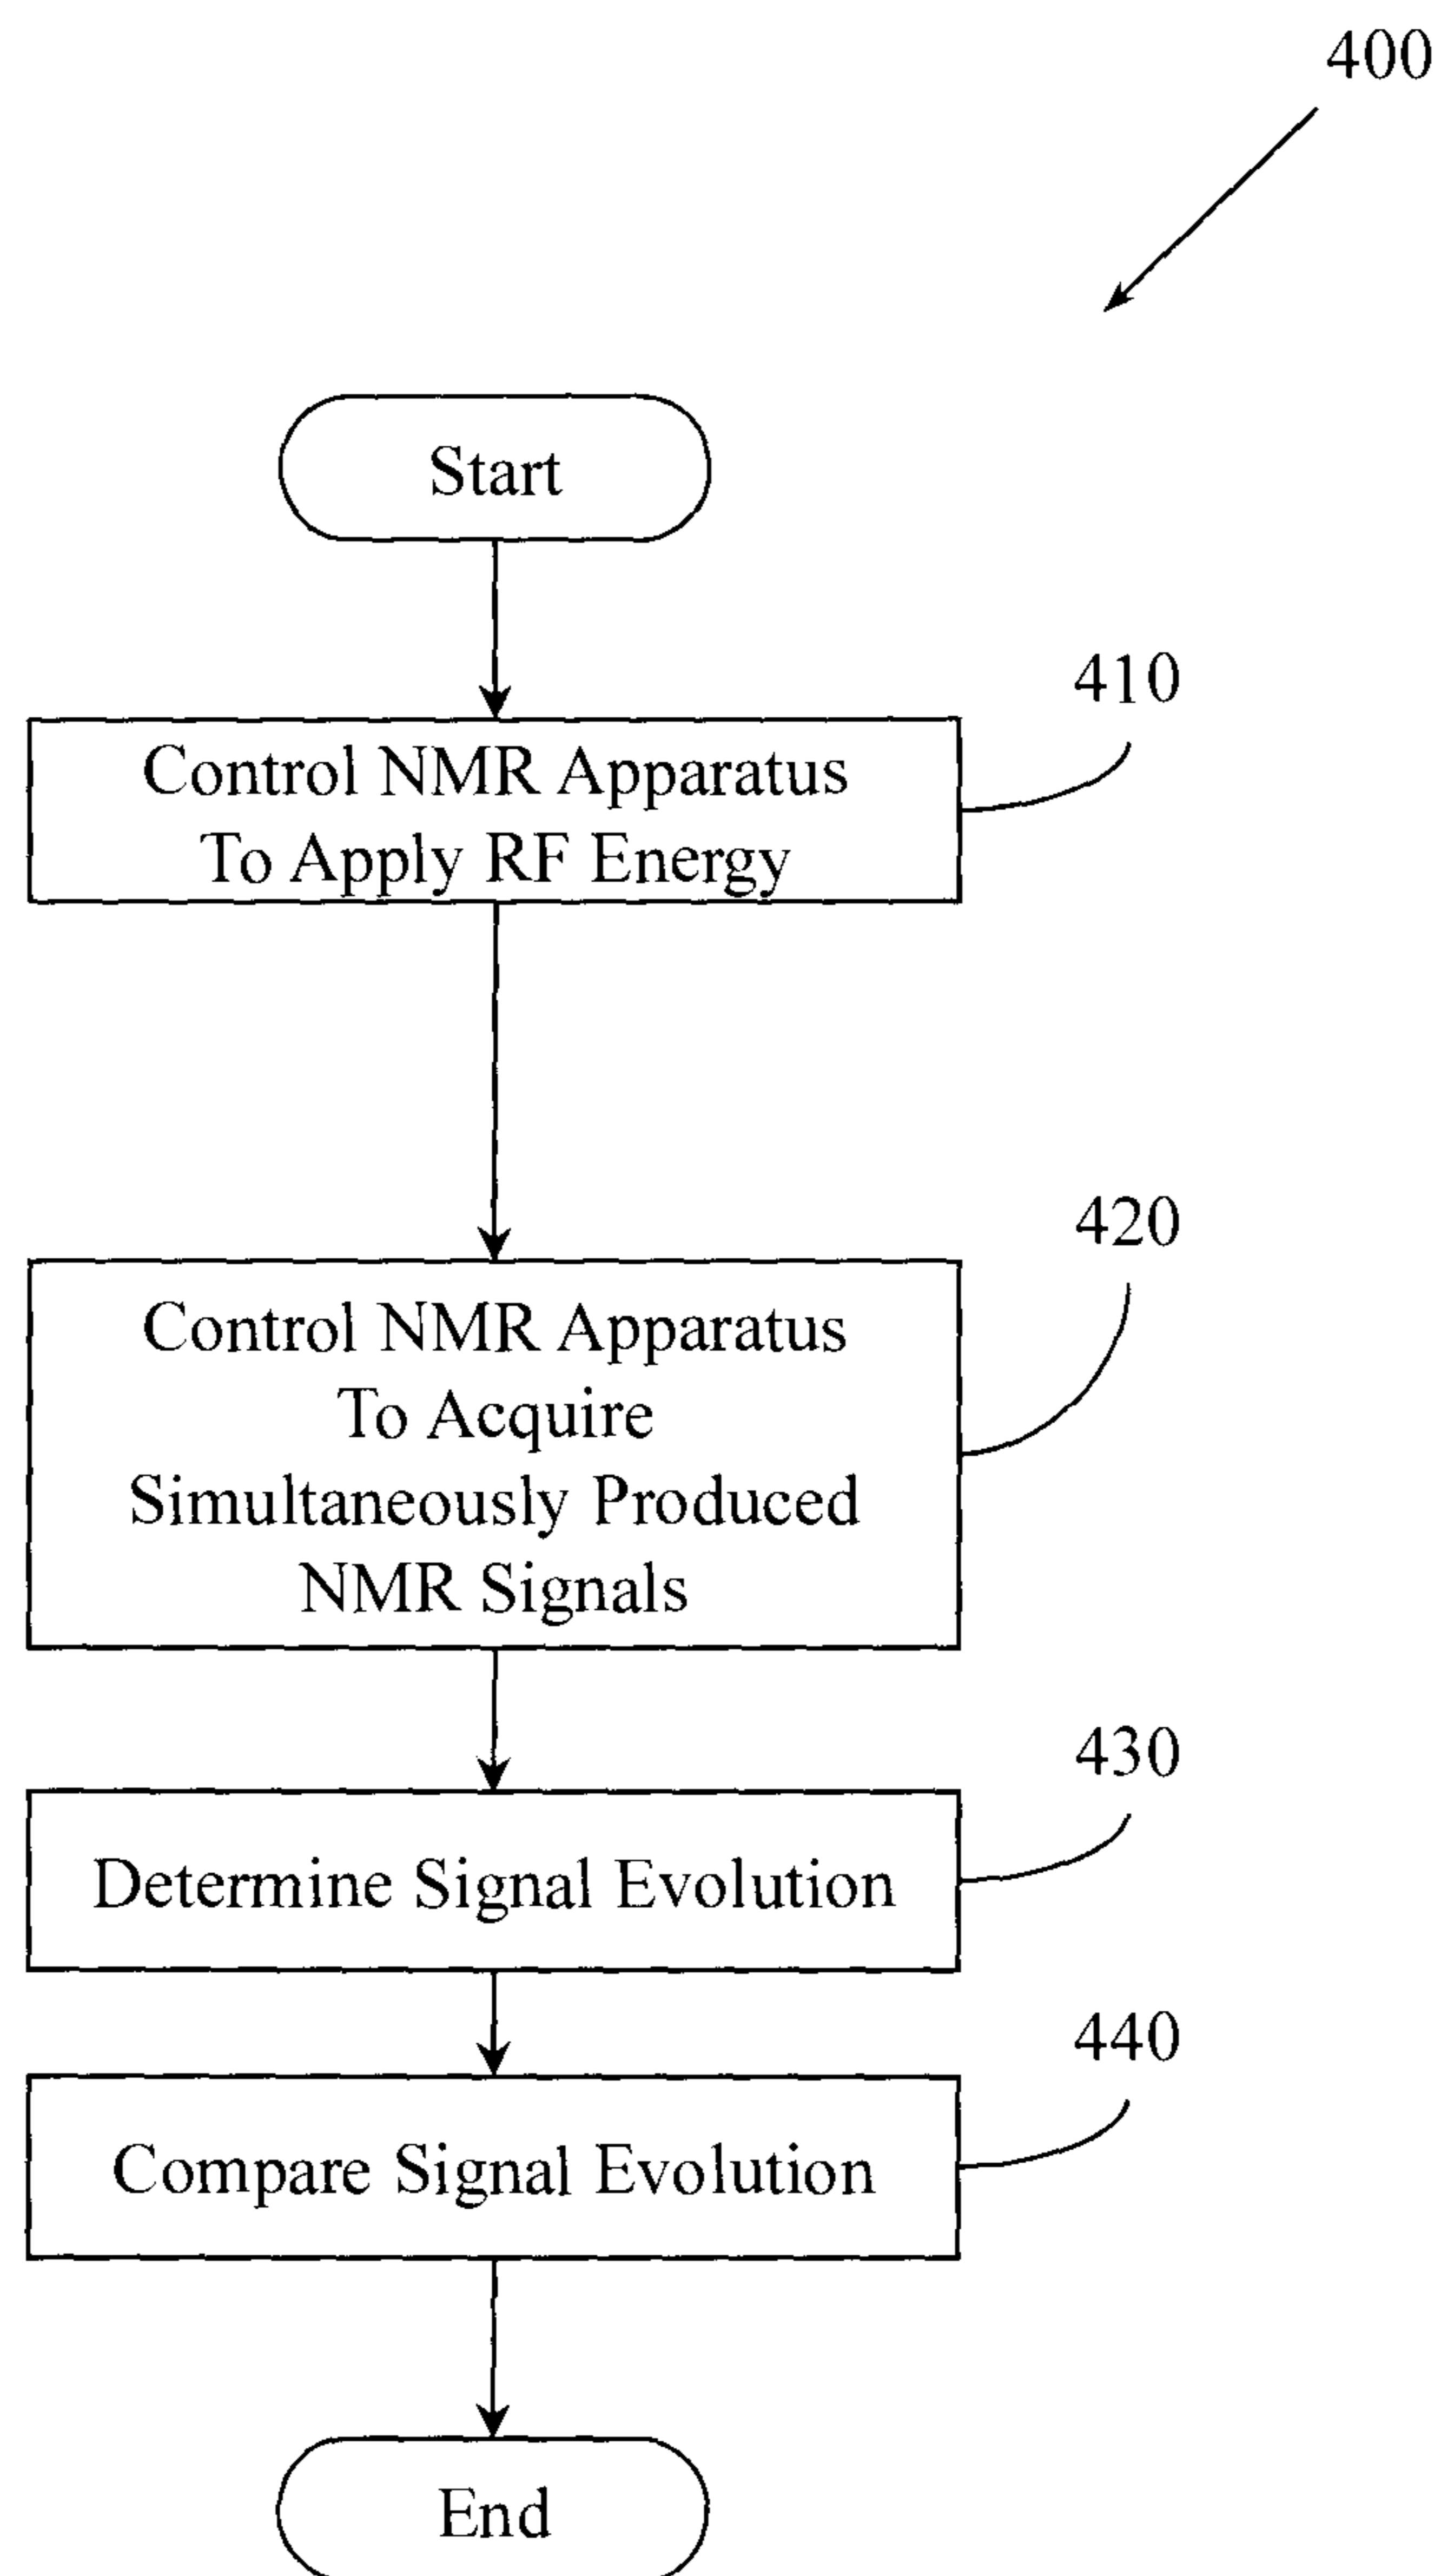 400
Start
410
Control NMR Apparatus
To Apply RF Energy
420
Control NMR Apparatus
To Acquire
Simultaneously Produced
NMR Signals
430
Determine Signal Evolution
440
Compare Signal Evolution
End